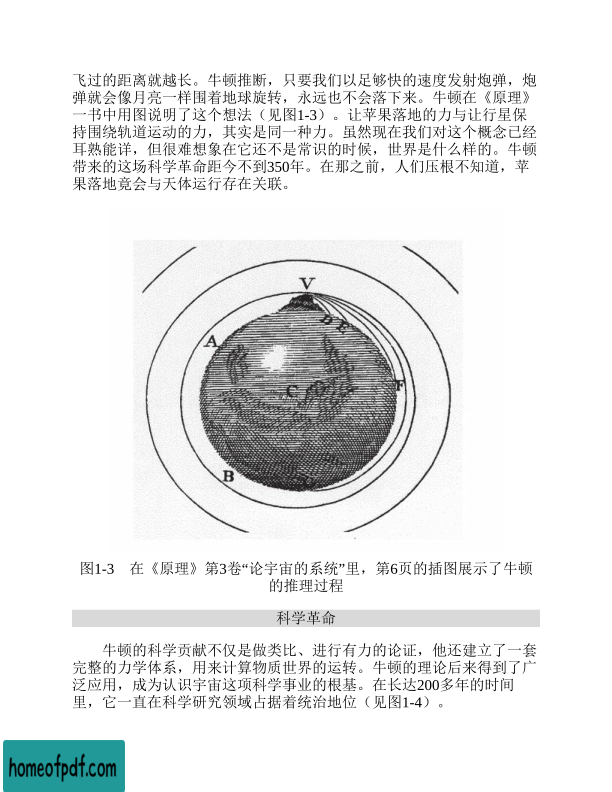 飞过的距离就越长。牛顿推断，只要我们以足够快的速度发射炮弹，炮
弹就会像月亮一样围着地球旋转，永远也不会落下来。牛顿在《原理》
一书中用图说明了这个想法（见图1-3）。让苹果落地的力与让行星保
持围绕轨道运动的力，其实是同一种力。虽然现在我们对这个概念已经
耳熟能详，但很难想象在它还不是常识的时候，世界是什么样的。牛顿
带来的这场科学革命距今不到350年。在那之前，人们压根不知道，苹
果落地竟会与天体运行存在关联。
V
D E
A
C
F
B
图1-3 在《原理》第3卷“论宇宙的系统”里，第6页的插图展示了牛顿
的推理过程
科学革命
牛顿的科学贡献不仅是做类比、进行有力的论证，他还建立了一套
完整的力学体系，用来计算物质世界的运转。牛顿的理论后来得到了广
泛应用，成为认识宇宙这项科学事业的根基。在长达200多年的时间
里，它一直在科学研究领域占据着统治地位（见图1-4）。
homeofpdf.com